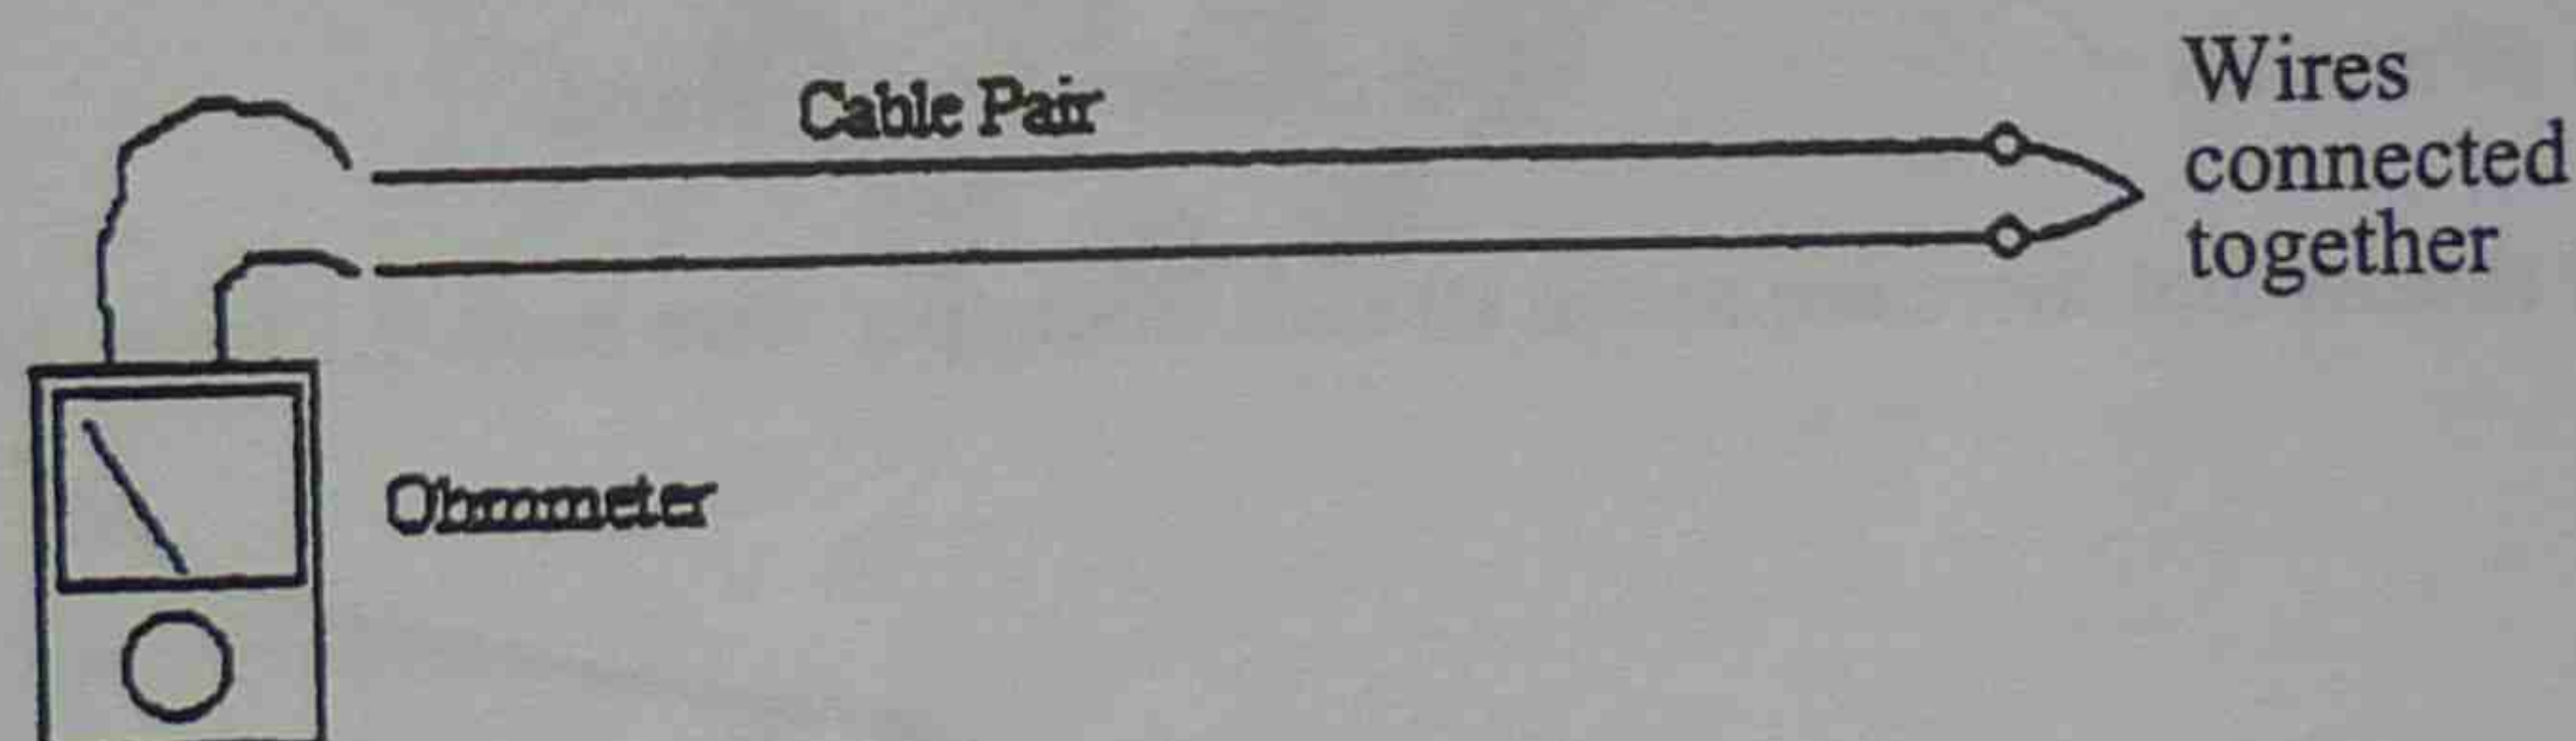 Cable Pair
Wires
connected
together
Ohmmeter